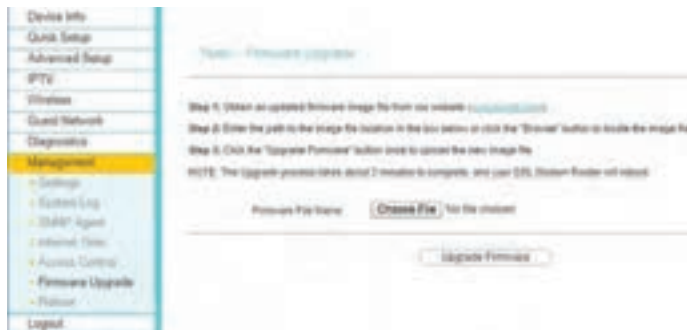 Device Info
Quick Setup
Advanced Setup
IPTV
Wireless
Guest Network
Diagnostics
Management
- Settings
- System Log
- SNMP Agent
- Internet Time
- Access Control
- Firmware Upgrade
- Reboot
Logout
Tools -- Firmware Upgrade
Step 1: Obtain an updated firmware image file from our website
Step 2: Enter the path to the image file location in the box below or click the "Browse" button to locate the image file
Step 3: Click the "Upgrade Firmware" button once to upload the new image file.
NOTE: The upgrade process takes about 2 minutes to complete, and your DSL Modem Router will reboot.
Firmware File Name: Choose File No file chosen
Upgrade Firmware